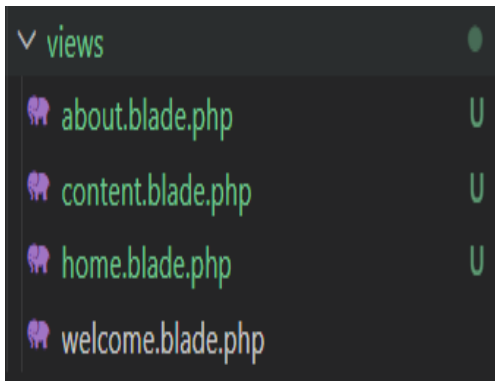 views
about.blade.php U
content.blade.php U
home.blade.php U
welcome.blade.php